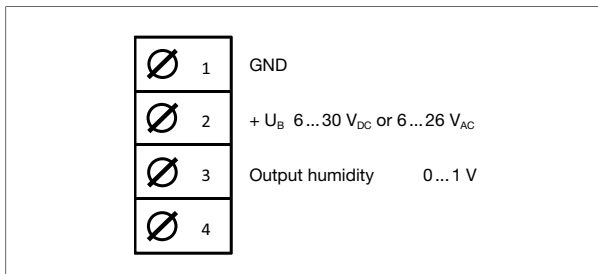 1 GND
2 + U_B 6...30 V_DC or 6...26 V_AC
3 Output humidity 0...1 V
4